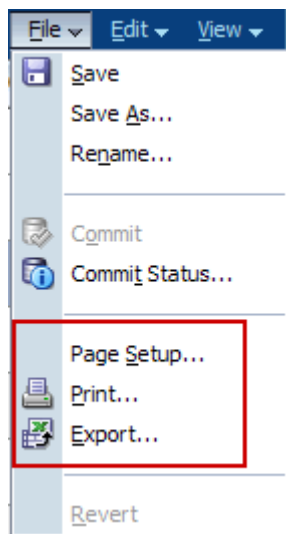 File Edit View
Save
Save As...
Rename...
Commit
Commit Status...
Page Setup...
Print...
Export...
Revert